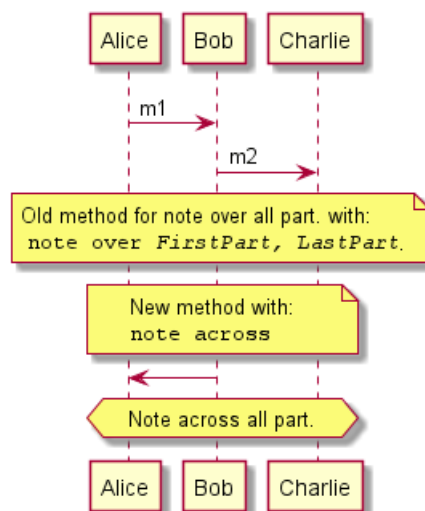 Alice Bob Charlie
m1
m2
Old method for note over all part. with:
note over FirstPart, LastPart.
New method with:
note across
Note across all part.
Alice Bob Charlie